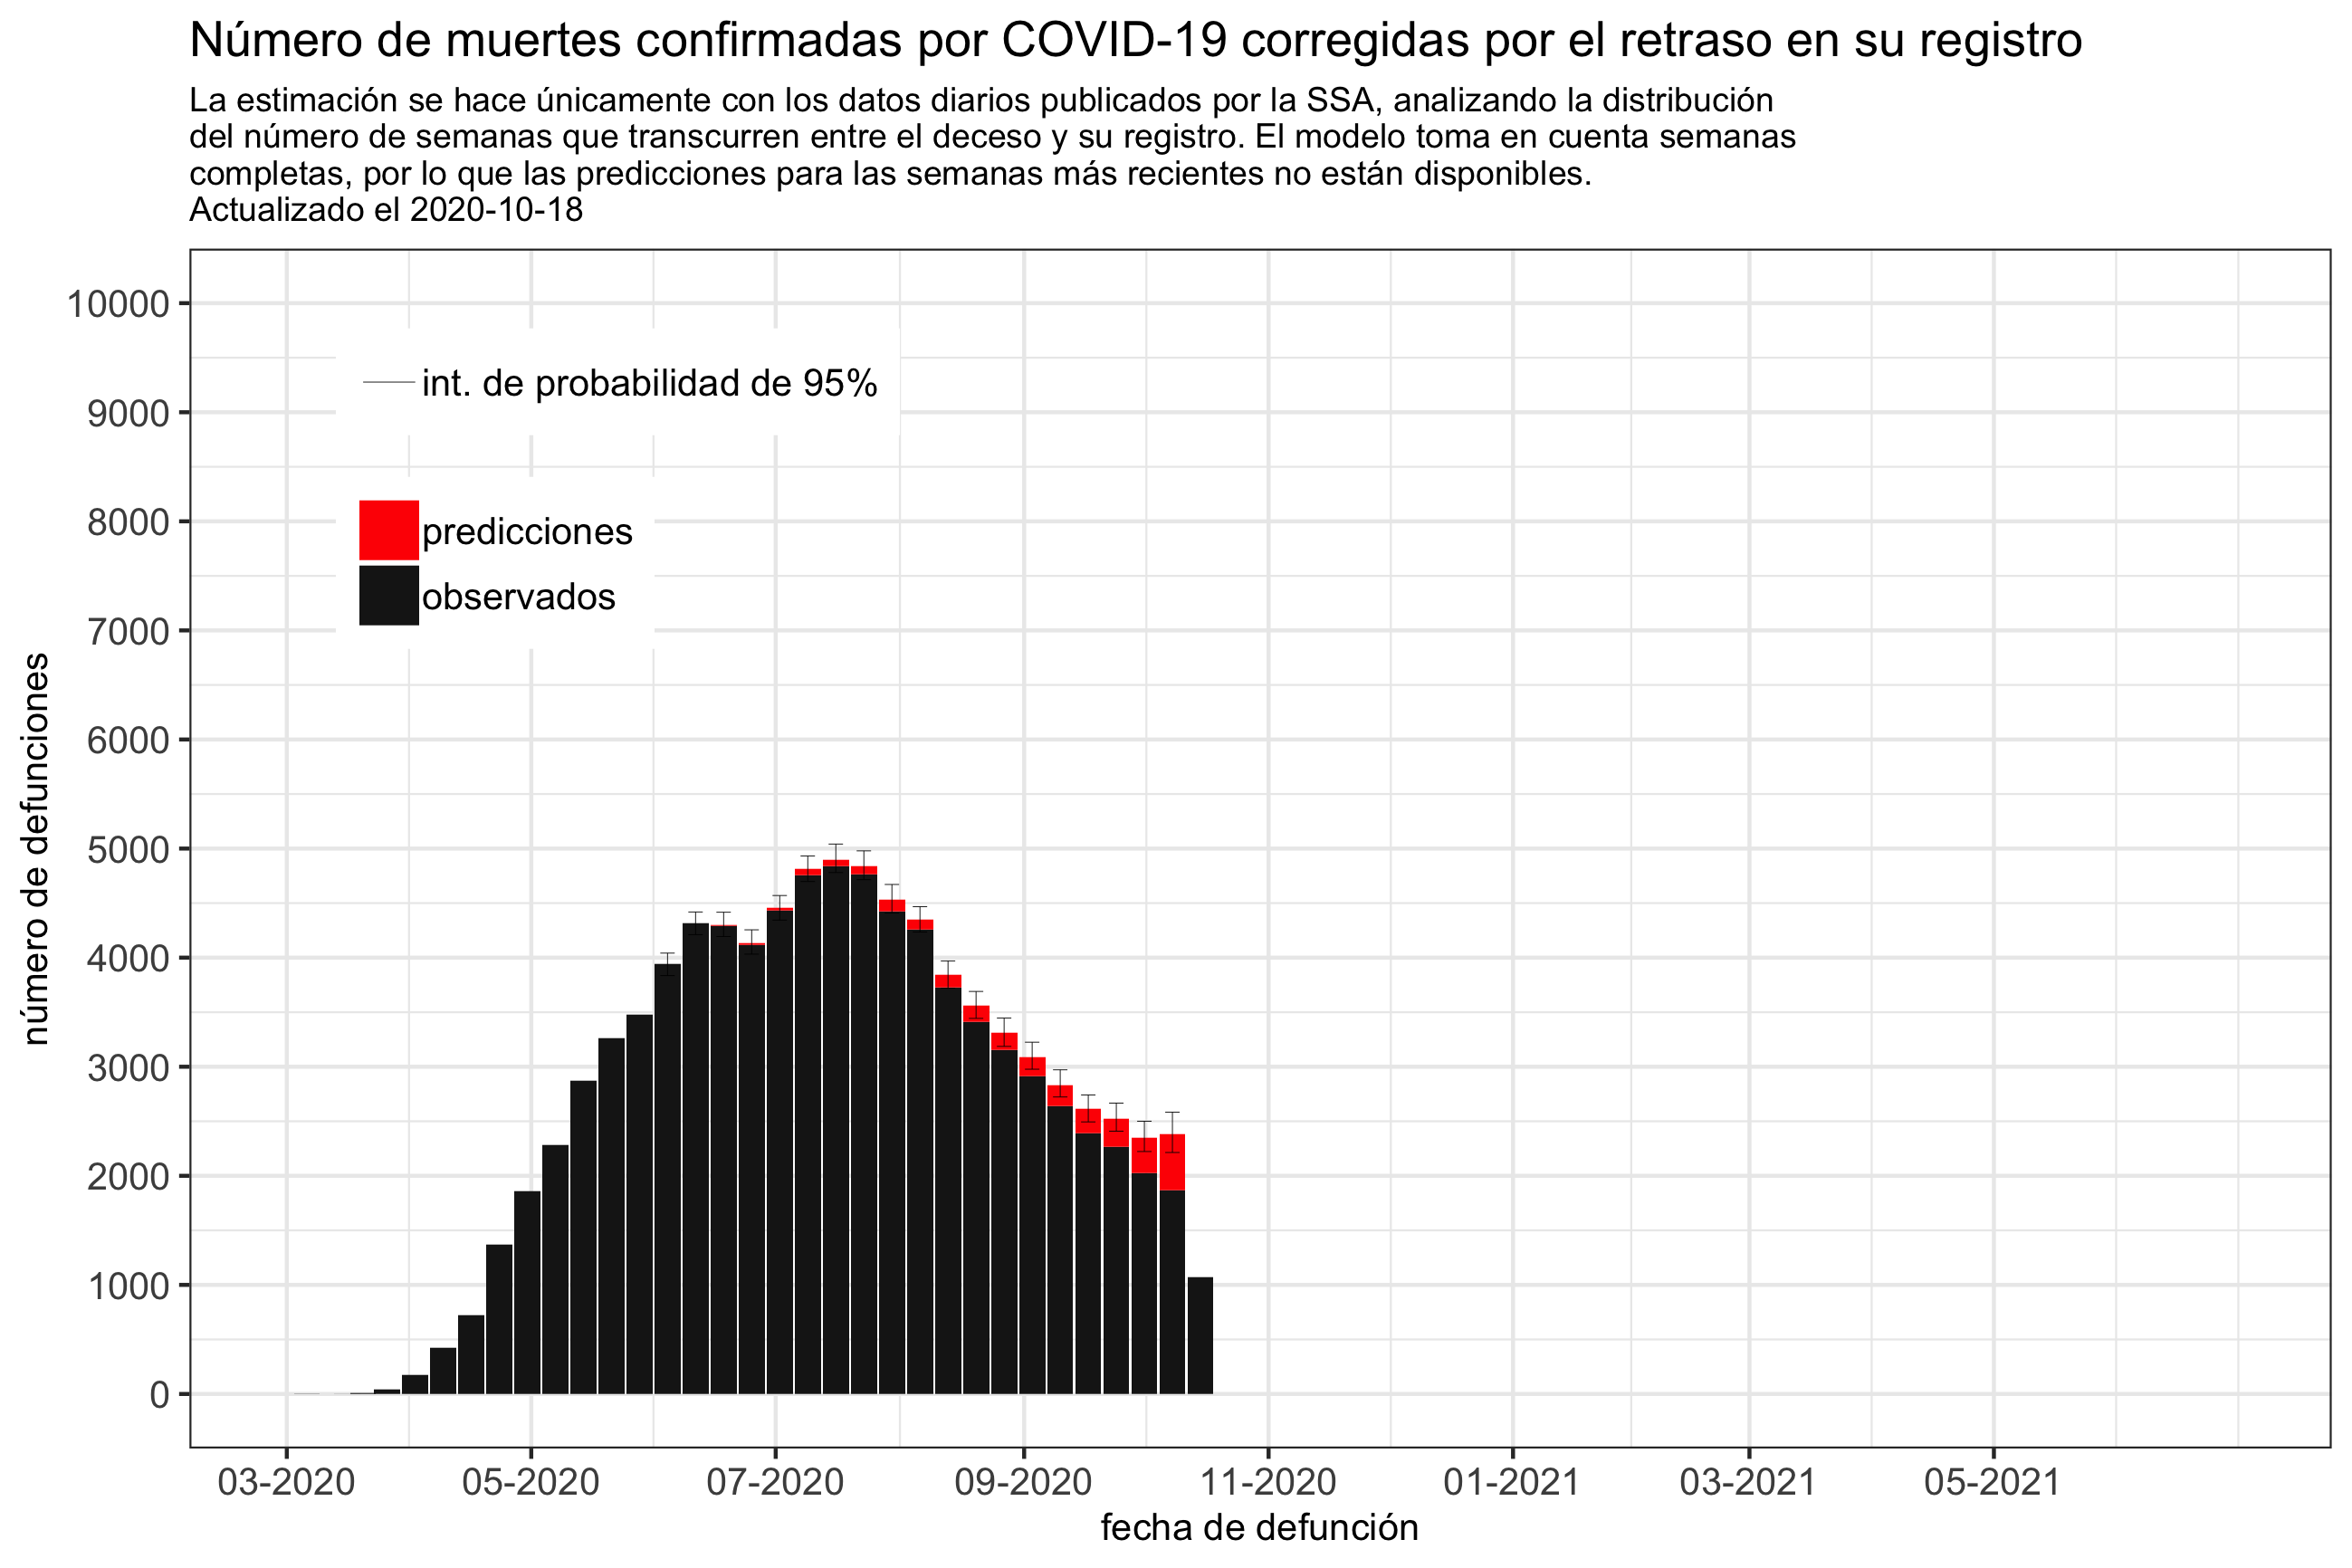 Número de muertes confirmadas por COVID-19 corregidas por el retraso en su registro
La estimación se hace únicamente con los datos diarios publicados por la SSA, analizando la distribución
del número de semanas que transcurren entre el deceso y su registro. El modelo toma en cuenta semanas
completas, por lo que las predicciones para las semanas más recientes no están disponibles.
Actualizado el 2020-10-18
10000
9000
8000
7000
6000
5000
4000
3000
2000
1000
0
número de defunciones
int. de probabilidad de 95%
predicciones
observados
03-2020
05-2020
07-2020
09-2020
11-2020
01-2021
03-2021
05-2021
fecha de defunción